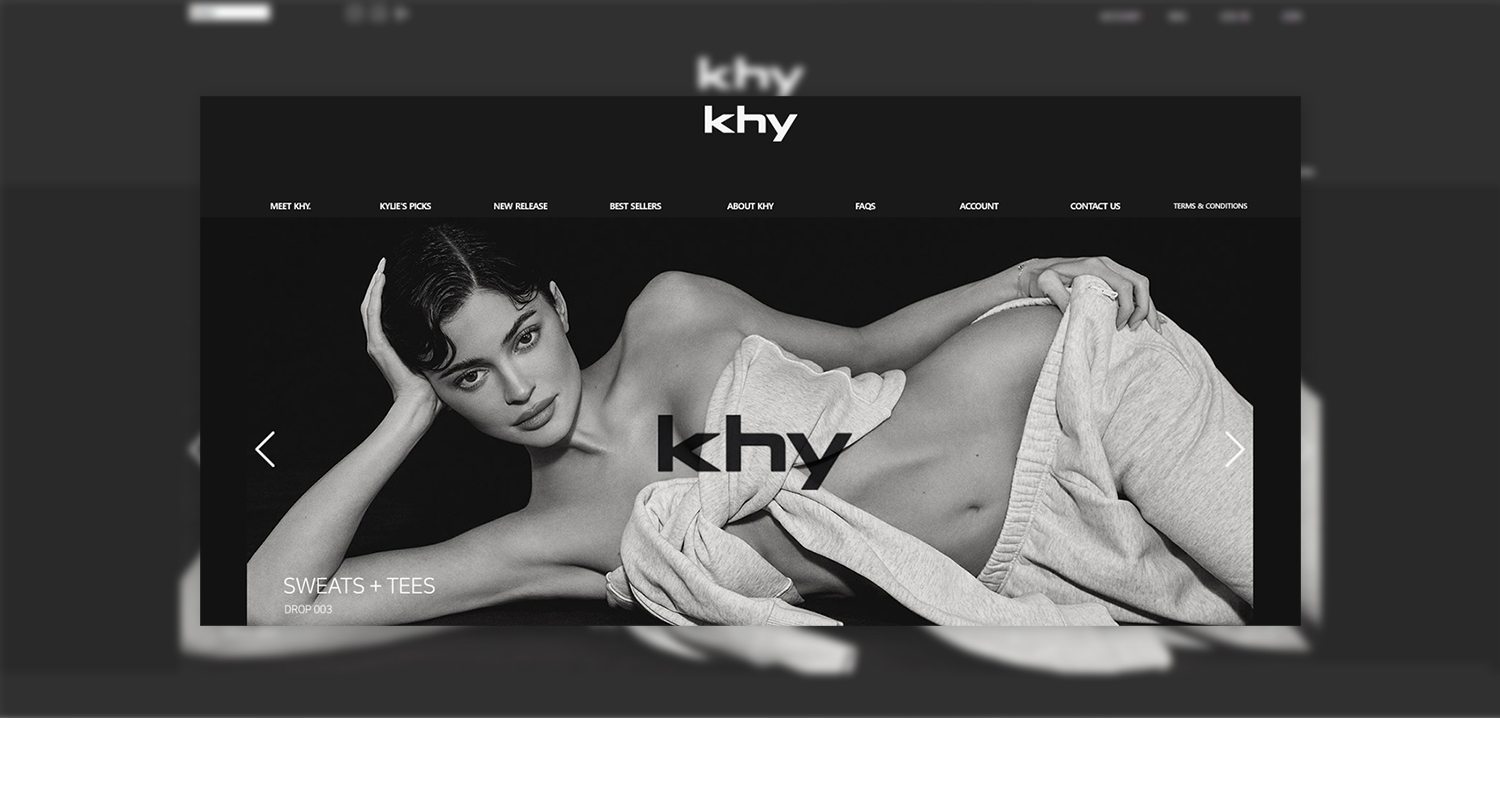 khy
khy
MEET KHY.
KYLIE'S PICKS
NEW RELEASE
BEST SELLERS
ABOUT KHY
FAQS
ACCOUNT
CONTACT US
TERMS & CONDITIONS
khy
SWEATS + TEES
DROP 003